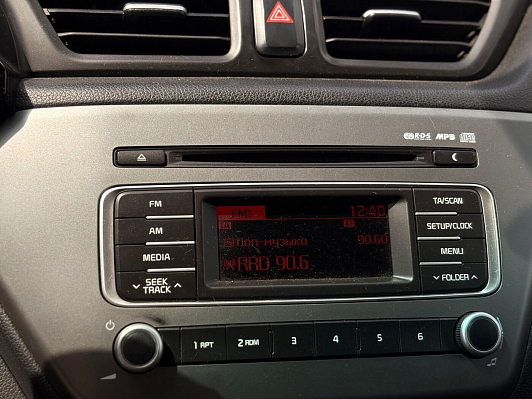 R·D·S MP3
FM
AM
MEDIA
SEEK
TRACK
FM1 12:40
TA AF
поп-музыка 90.60
RRD 90.6
TA/SCAN
SETUP/CLOCK
MENU
FOLDER
1 RPT 2 RDM 3 4 5 6